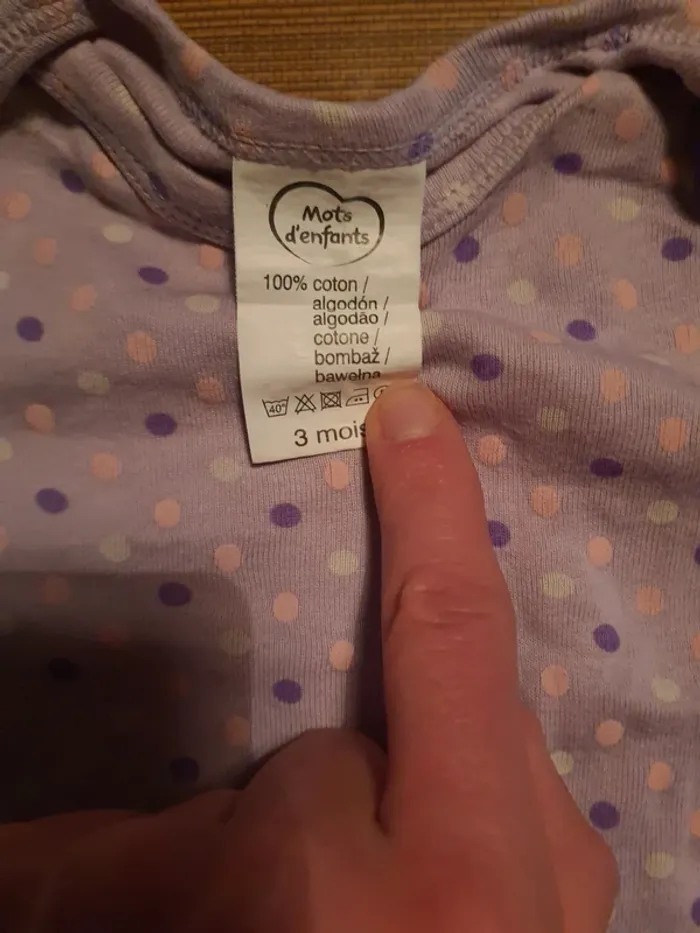 Mots
d'enfants
100% coton /
algodón /
algodão /
cotone /
bombaž /
bawełna
40°
3 mois